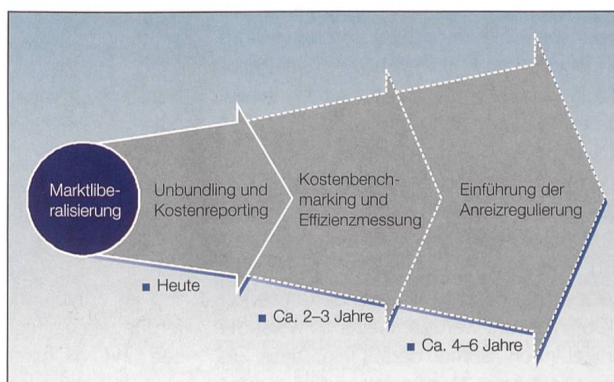 Marktlibe-
ralisierung
Unbundling und
Kostenreporting
Kostenbench-
marking und
Effizienzmessung
Einführung der
Anreizregulierung
Heute
Ca. 2–3 Jahre
Ca. 4–6 Jahre